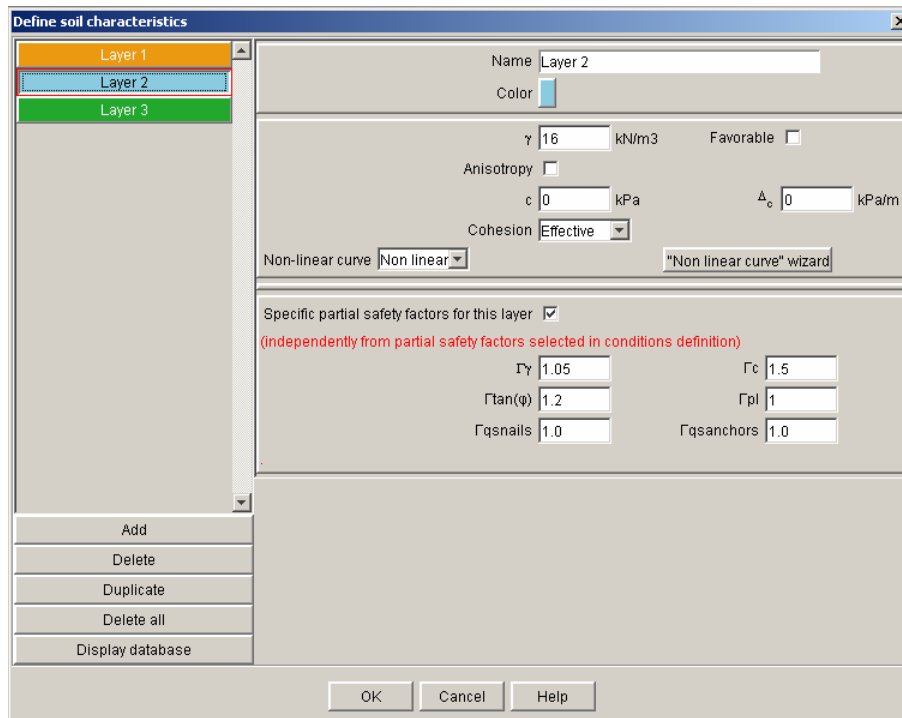 Define soil characteristics
Layer 1
Layer 2
Layer 3
Add
Delete
Duplicate
Delete all
Display database
Name Layer 2
Color
γ 16 kN/m3 Favorable
Anisotropy
c 0 kPa Δc 0 kPa/m
Cohesion Effective
Non-linear curve Non linear "Non linear curve" wizard
Specific partial safety factors for this layer
(independently from partial safety factors selected in conditions definition)
Γγ 1.05 Γc 1.5
Γtan(φ) 1.2 Γpl 1
Γqsnails 1.0 Γqsanchors 1.0
.
OK Cancel Help